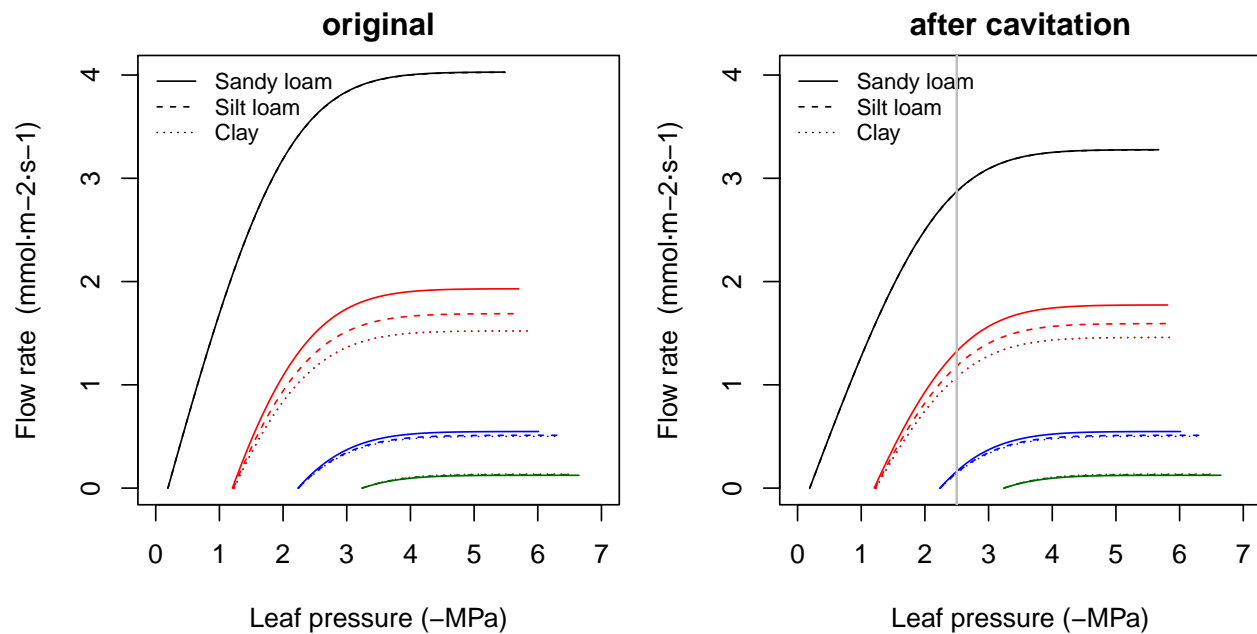 original
Sandy loam
Silt loam
Clay
4
3
2
1
0
Flow rate (mmol·m−2·s−1)
0 1 2 3 4 5 6 7
Leaf pressure (−MPa)
after cavitation
Sandy loam
Silt loam
Clay
4
3
2
1
0
Flow rate (mmol·m−2·s−1)
0 1 2 3 4 5 6 7
Leaf pressure (−MPa)